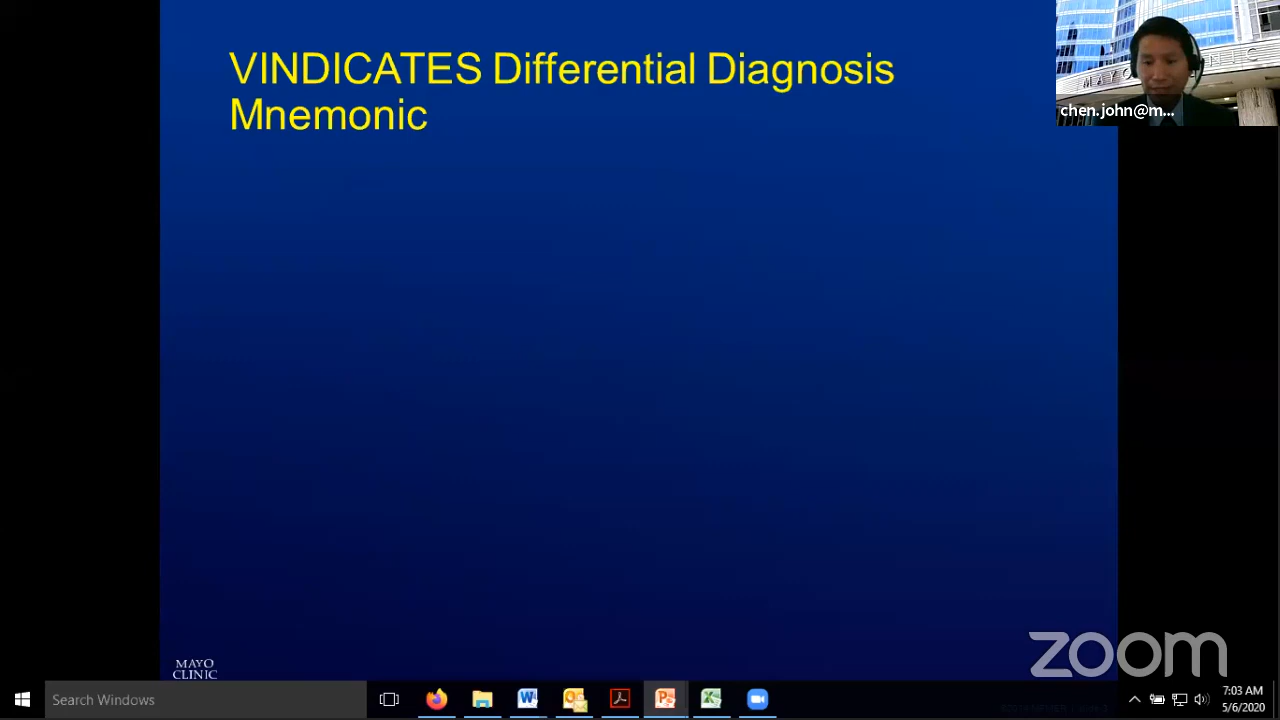 VINDICATES Differential Diagnosis
Mnemonic
chen.john@m...
MAYO
CLINIC
zoom
Search Windows
7:03 AM
5/6/2020